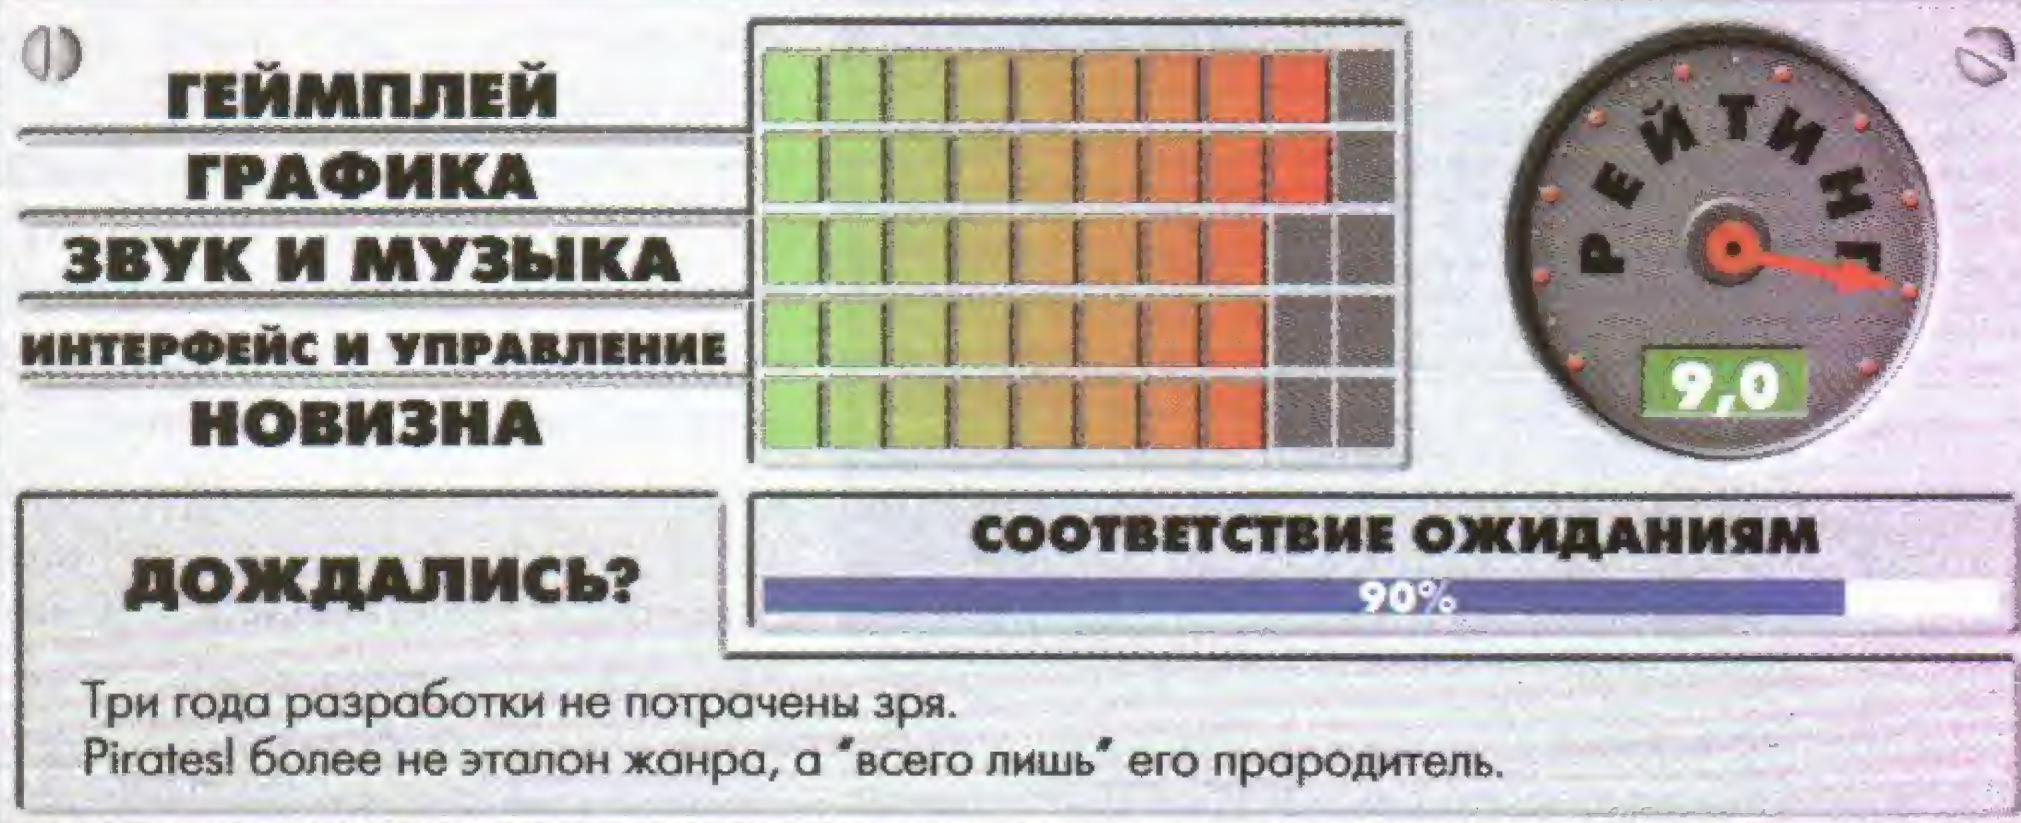 ГЕЙМПЛЕЙ
ГРАФИКА
ЗВУК И МУЗЫКА
ИНТЕРФЕЙС И УПРАВЛЕНИЕ
НОВИЗНА
РЕЙТИНГ
9,0
ДОЖДАЛИСЬ?
СООТВЕТСТВИЕ ОЖИДАНИЯМ
90%
Три года разработки не потрачены зря.
Pirates! более не эталон жанра, а "всего лишь" его прародитель.